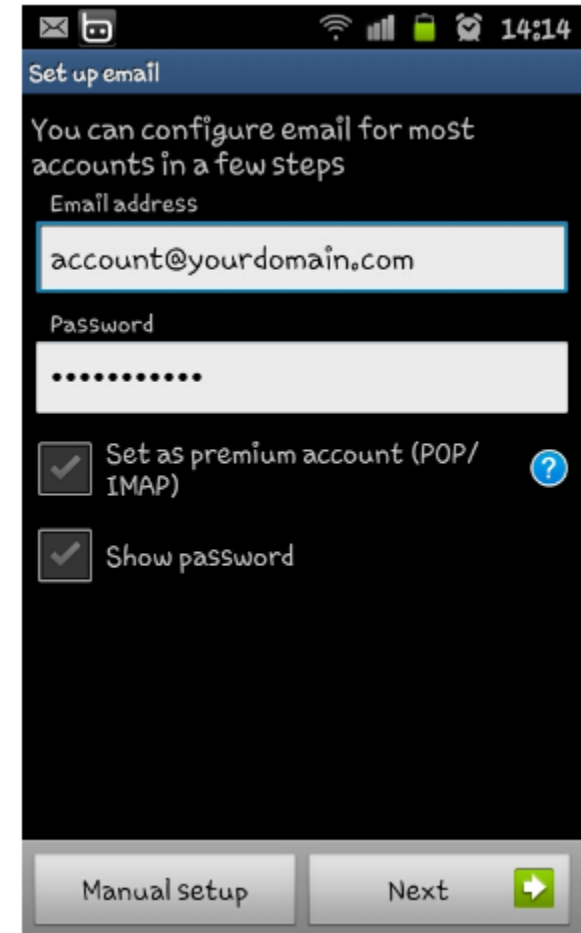 14:14
Set up email
You can configure email for most
accounts in a few steps
Email address
account@yourdomain.com
Password
•••••••••••
Set as premium account (POP/
IMAP)
?
Show password
Manual setup
Next